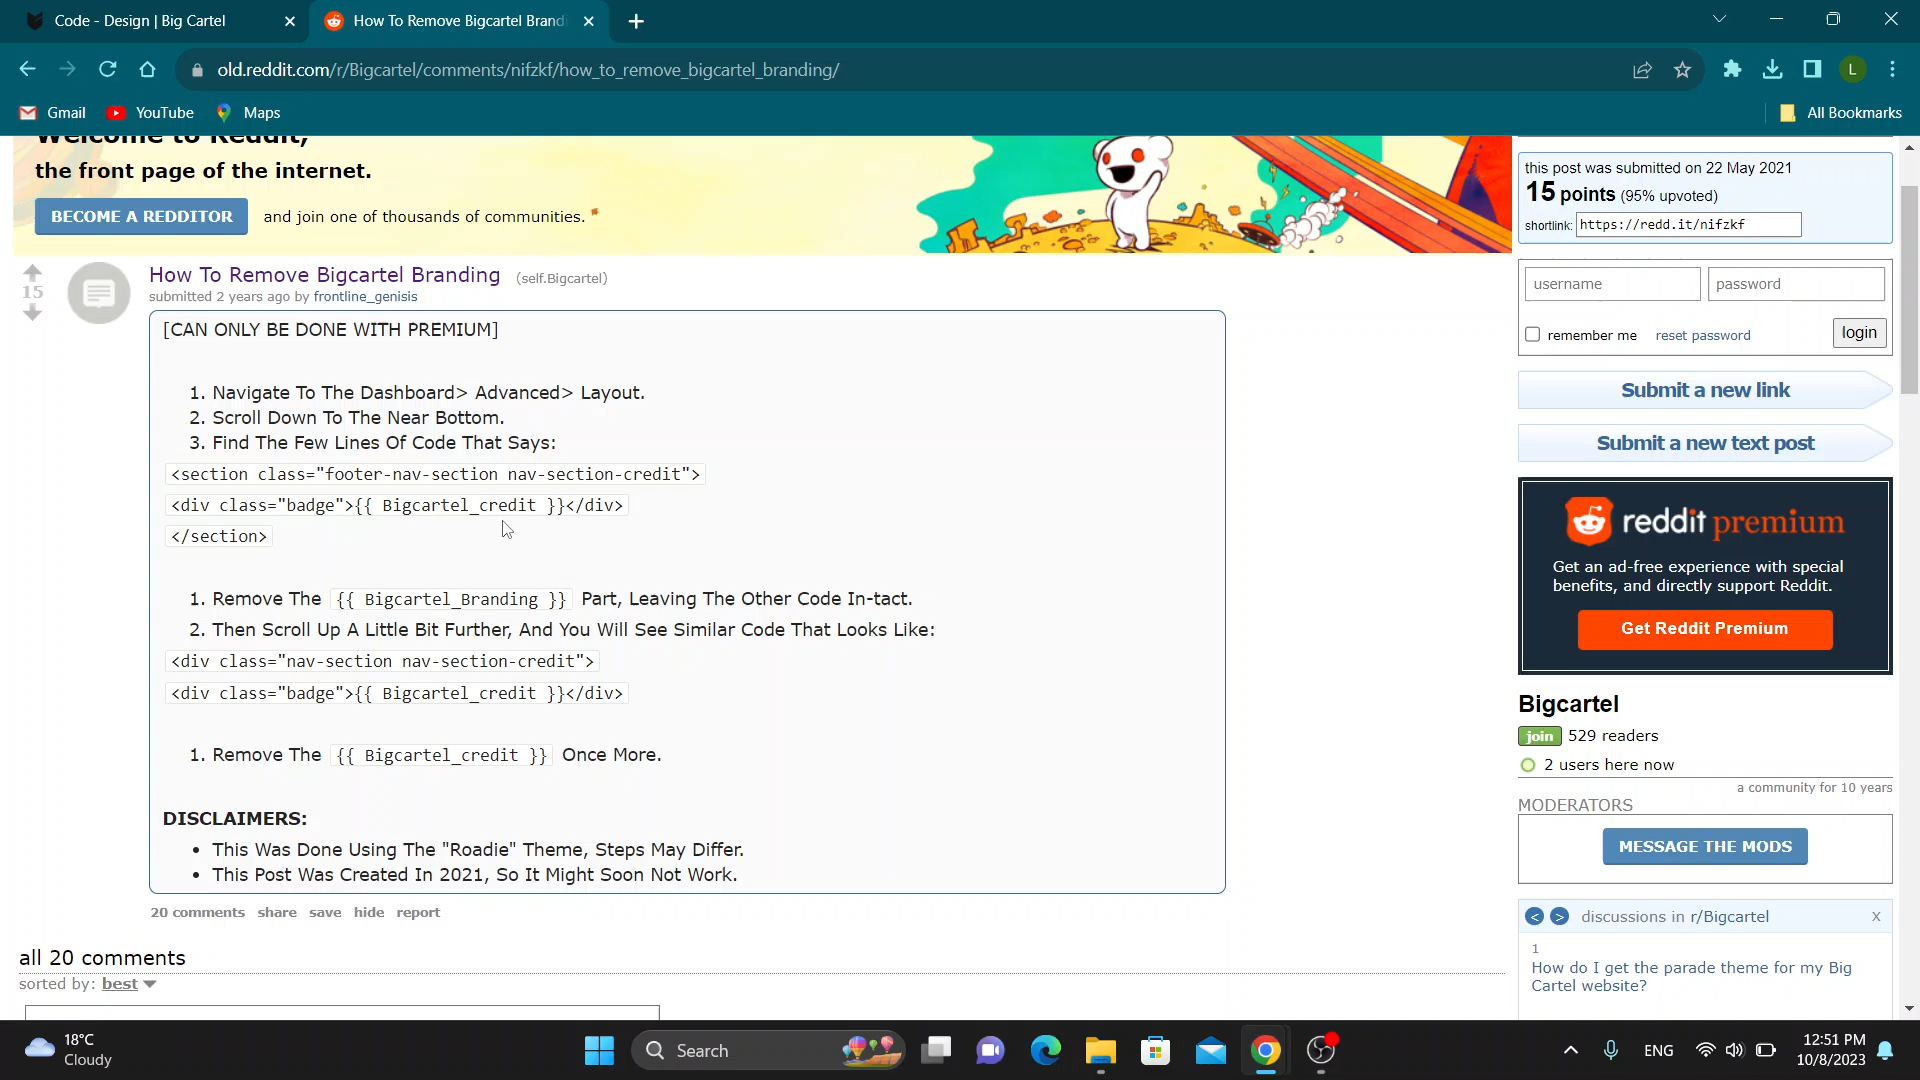 Code - Design | Big Cartel
How To Remove Bigcartel Brand
old.reddit.com/r/Bigcartel/comments/nifzkf/how_to_remove_bigcartel_branding/
L
Gmail
YouTube
Maps
All Bookmarks
Welcome to Reddit,
the front page of the internet.
BECOME A REDDITOR
and join one of thousands of communities.
15
How To Remove Bigcartel Branding (self.Bigcartel)
submitted 2 years ago by frontline_genisis
[CAN ONLY BE DONE WITH PREMIUM]
1. Navigate To The Dashboard> Advanced> Layout.
2. Scroll Down To The Near Bottom.
3. Find The Few Lines Of Code That Says:
<section class="footer-nav-section nav-section-credit">
<div class="badge">{{ Bigcartel_credit }}</div>
</section>
1. Remove The {{ Bigcartel_Branding }} Part, Leaving The Other Code In-tact.
2. Then Scroll Up A Little Bit Further, And You Will See Similar Code That Looks Like:
<div class="nav-section nav-section-credit">
<div class="badge">{{ Bigcartel_credit }}</div>
1. Remove The {{ Bigcartel_credit }} Once More.
DISCLAIMERS:
• This Was Done Using The "Roadie" Theme, Steps May Differ.
• This Post Was Created In 2021, So It Might Soon Not Work.
20 comments share save hide report
all 20 comments
sorted by: best
this post was submitted on 22 May 2021
15 points (95% upvoted)
shortlink: https://redd.it/nifzkf
username
password
remember me reset password
login
Submit a new link
Submit a new text post
reddit premium
Get an ad-free experience with special
benefits, and directly support Reddit.
Get Reddit Premium
Bigcartel
join 529 readers
2 users here now
a community for 10 years
MODERATORS
MESSAGE THE MODS
< > discussions in r/Bigcartel X
1
How do I get the parade theme for my Big
Cartel website?
18°C
Cloudy
Search
ENG
12:51 PM
10/8/2023